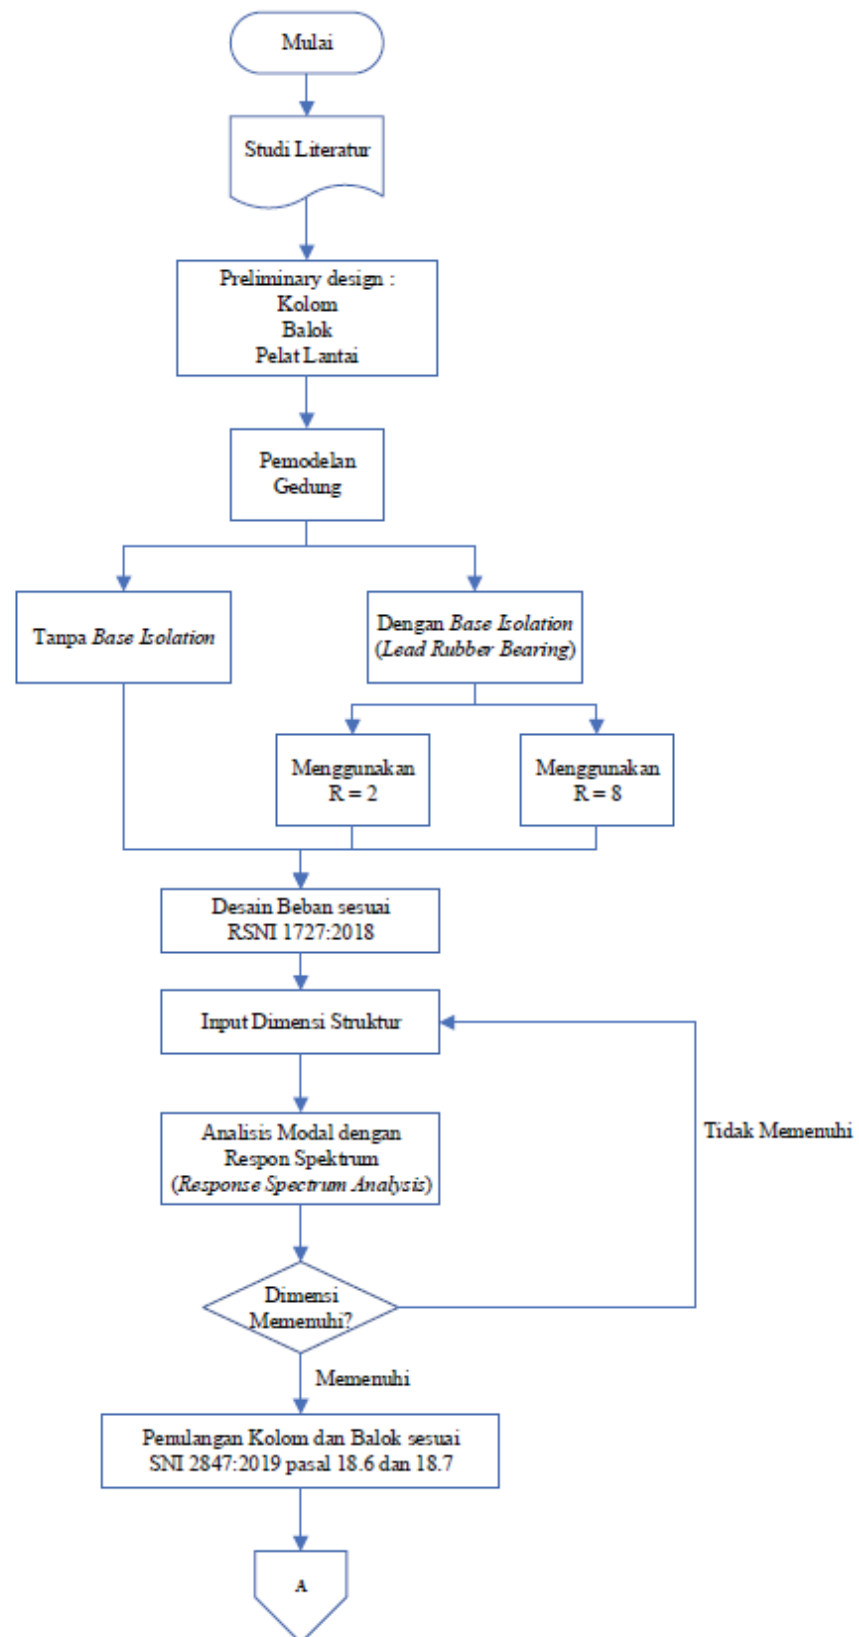 Mulai
Studi Literatur
Preliminary design :
Kolom
Balok
Pelat Lantai
Pemodelan
Gedung
Tanpa Base Isolation
Dengan Base Isolation
(Lead Rubber Bearing)
Menggunakan
R = 2
Menggunakan
R = 8
Desain Beban sesuai
RSNI 1727:2018
Input Dimensi Struktur
Analisis Modal dengan
Respon Spektrum
(Response Spectrum Analysis)
Tidak Memenuhi
Dimensi
Memenuhi?
Memenuhi
Penulangan Kolom dan Balok sesuai
SNI 2847:2019 pasal 18.6 dan 18.7
A